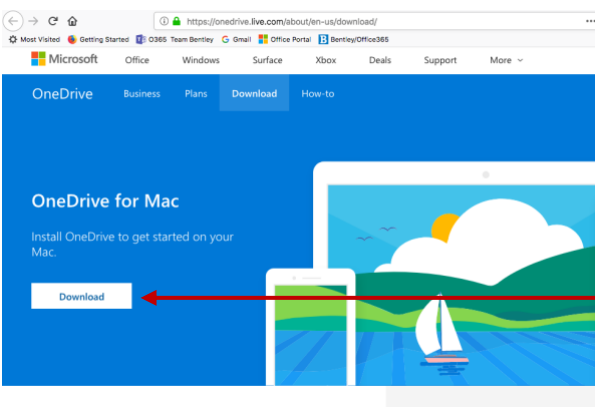 https://onedrive.live.com/about/en-us/download/
Most Visited Getting Started O365 Team Bentley Gmail Office Portal Bentley/Office365
Microsoft Office Windows Surface Xbox Deals Support More
OneDrive Business Plans Download How-to
OneDrive for Mac
Install OneDrive to get started on your
Mac.
Download